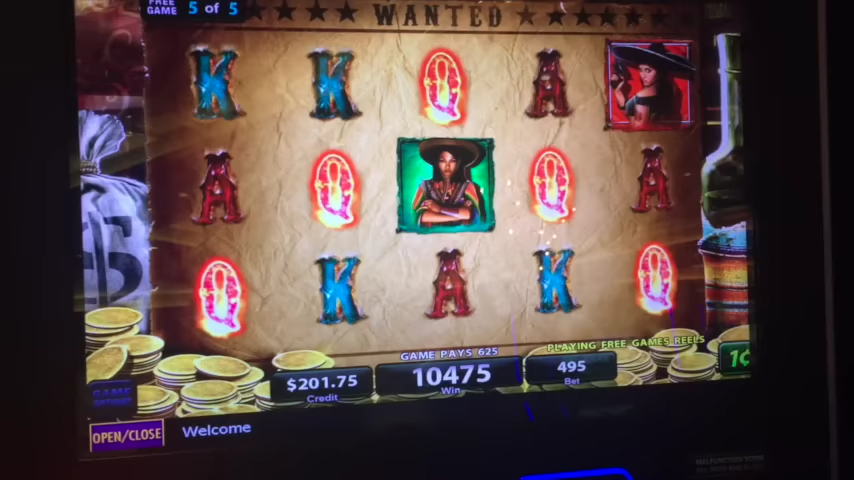 FREE
GAME 5 of 5
WANTED
K K Q A
A Q Q A
Q K A K Q
GAME PAYS 625
PLAYING FREE GAMES REELS
$201.75
Credit
10475
Win
495
Bet
1¢
$
OPEN/CLOSE
Welcome